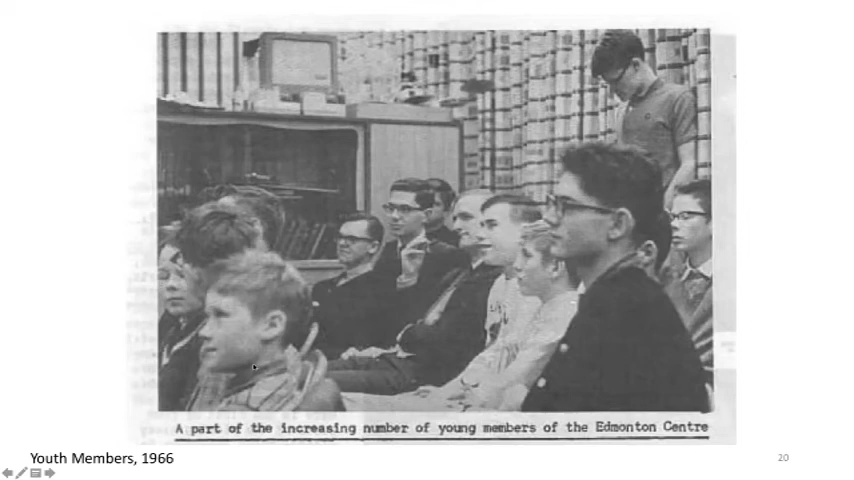 A part of the increasing number of young members of the Edmonton Centre
Youth Members, 1966
20